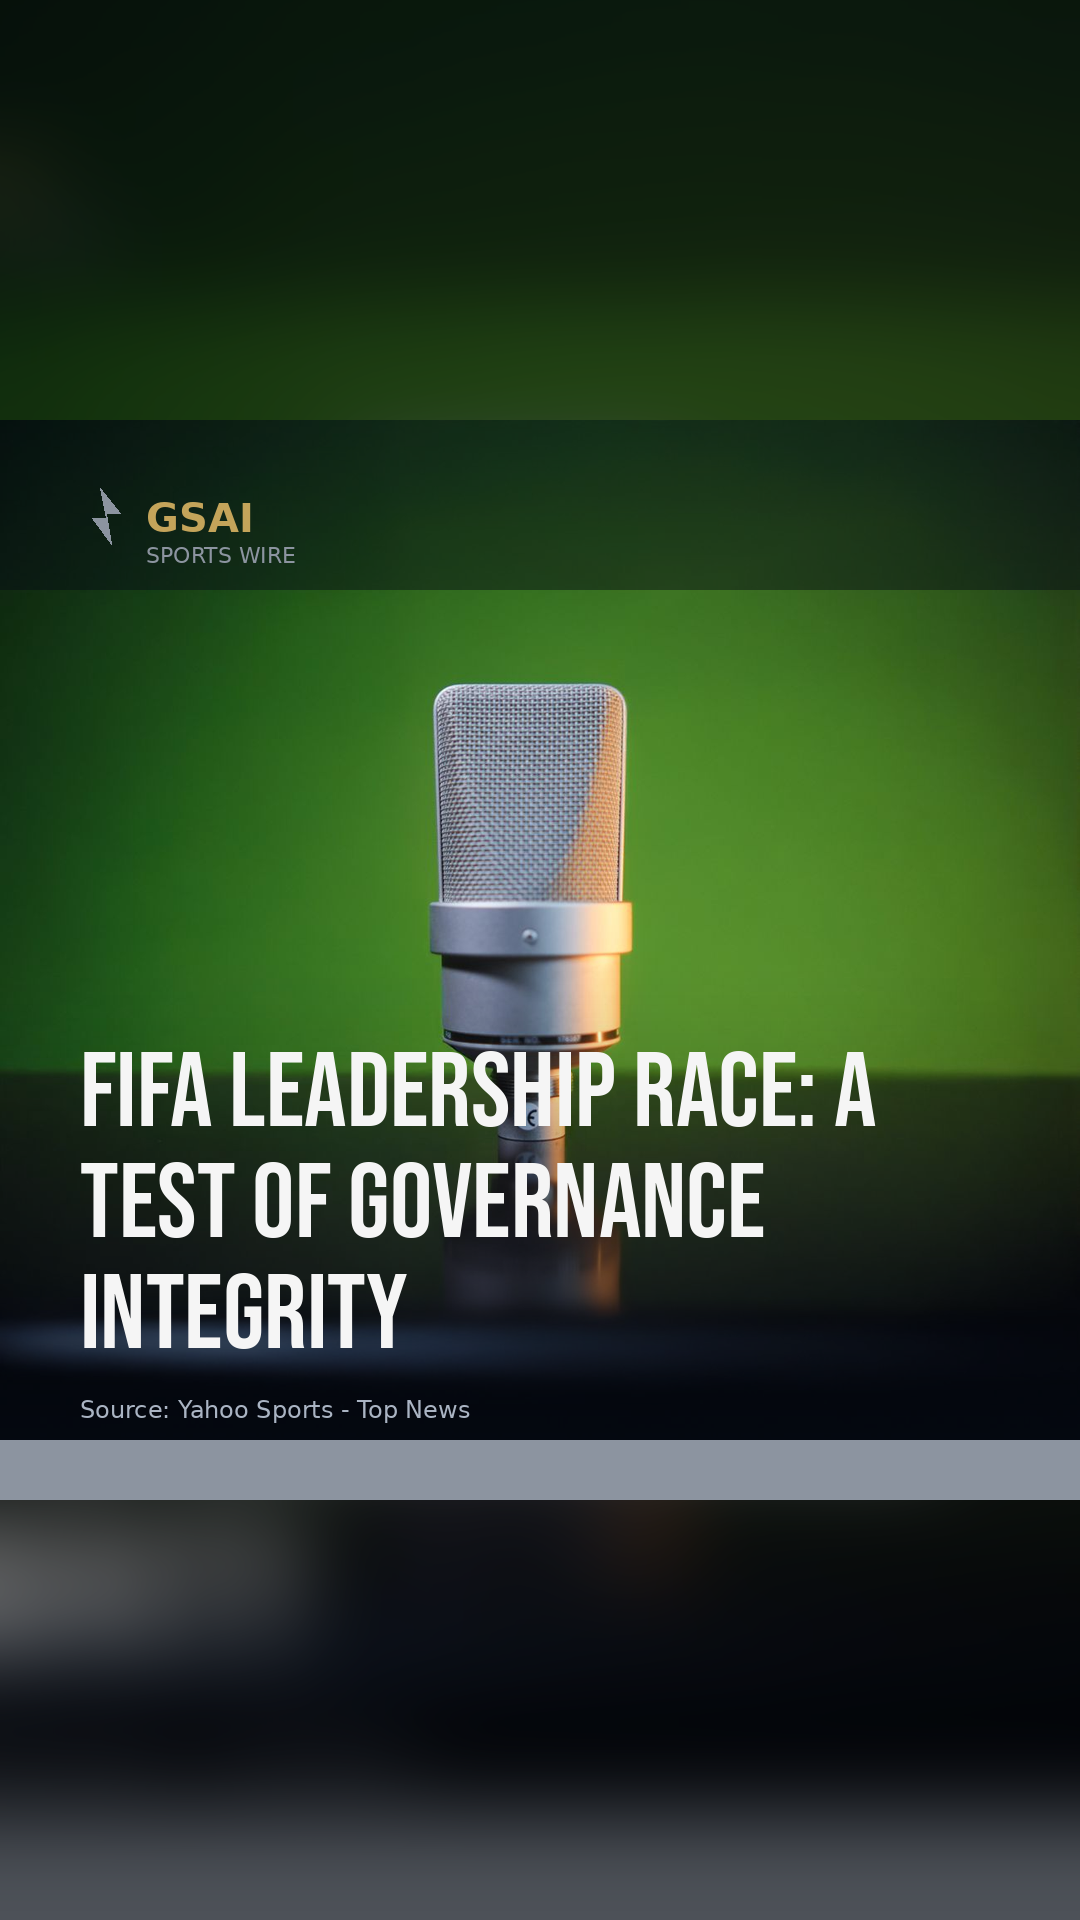 GSAI
SPORTS WIRE
FIFA LEADERSHIP RACE: A
TEST OF GOVERNANCE
INTEGRITY
Source: Yahoo Sports - Top News